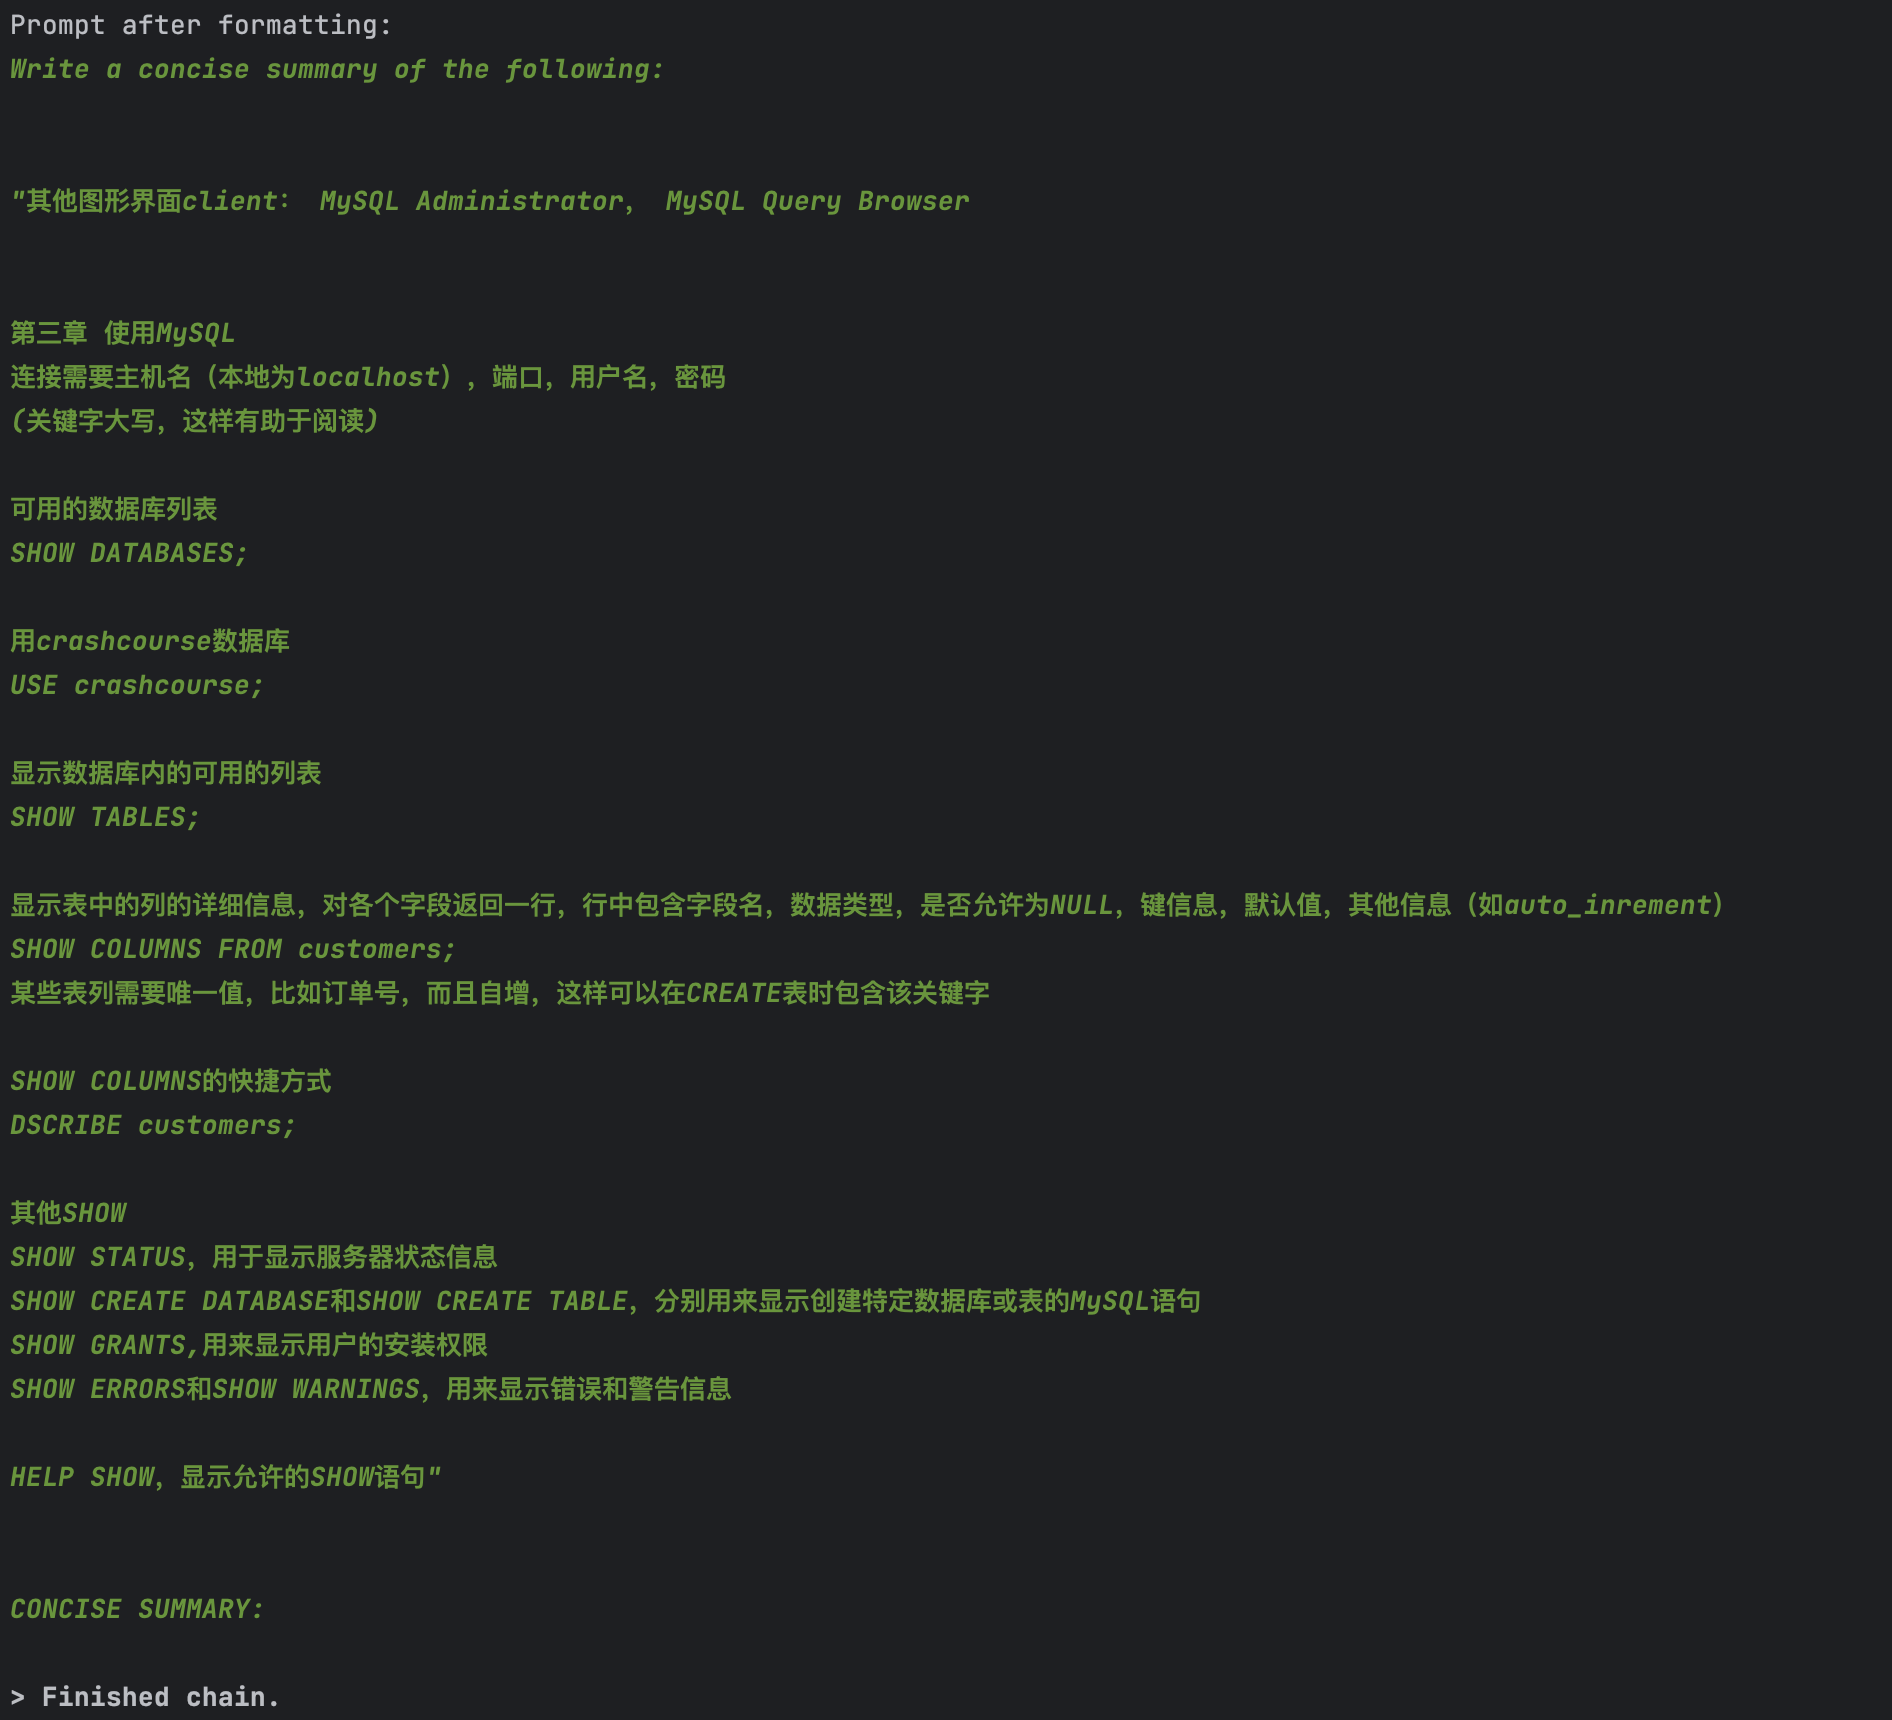 Prompt after formatting:
Write a concise summary of the following:
"其他图形界面client： MySQL Administrator， MySQL Query Browser
第三章 使用MySQL
连接需要主机名（本地为localhost），端口，用户名，密码
(关键字大写，这样有助于阅读)
可用的数据库列表
SHOW DATABASES;
用crashcourse数据库
USE crashcourse;
显示数据库内的可用的列表
SHOW TABLES;
显示表中的列的详细信息，对各个字段返回一行，行中包含字段名，数据类型，是否允许为NULL，键信息，默认值，其他信息（如auto_inrement）
SHOW COLUMNS FROM customers;
某些表列需要唯一值，比如订单号，而且自增，这样可以在CREATE表时包含该关键字
SHOW COLUMNS的快捷方式
DSCRIBE customers;
其他SHOW
SHOW STATUS，用于显示服务器状态信息
SHOW CREATE DATABASE和SHOW CREATE TABLE，分别用来显示创建特定数据库或表的MySQL语句
SHOW GRANTS,用来显示用户的安装权限
SHOW ERRORS和SHOW WARNINGS，用来显示错误和警告信息
HELP SHOW，显示允许的SHOW语句"
CONCISE SUMMARY:
> Finished chain.